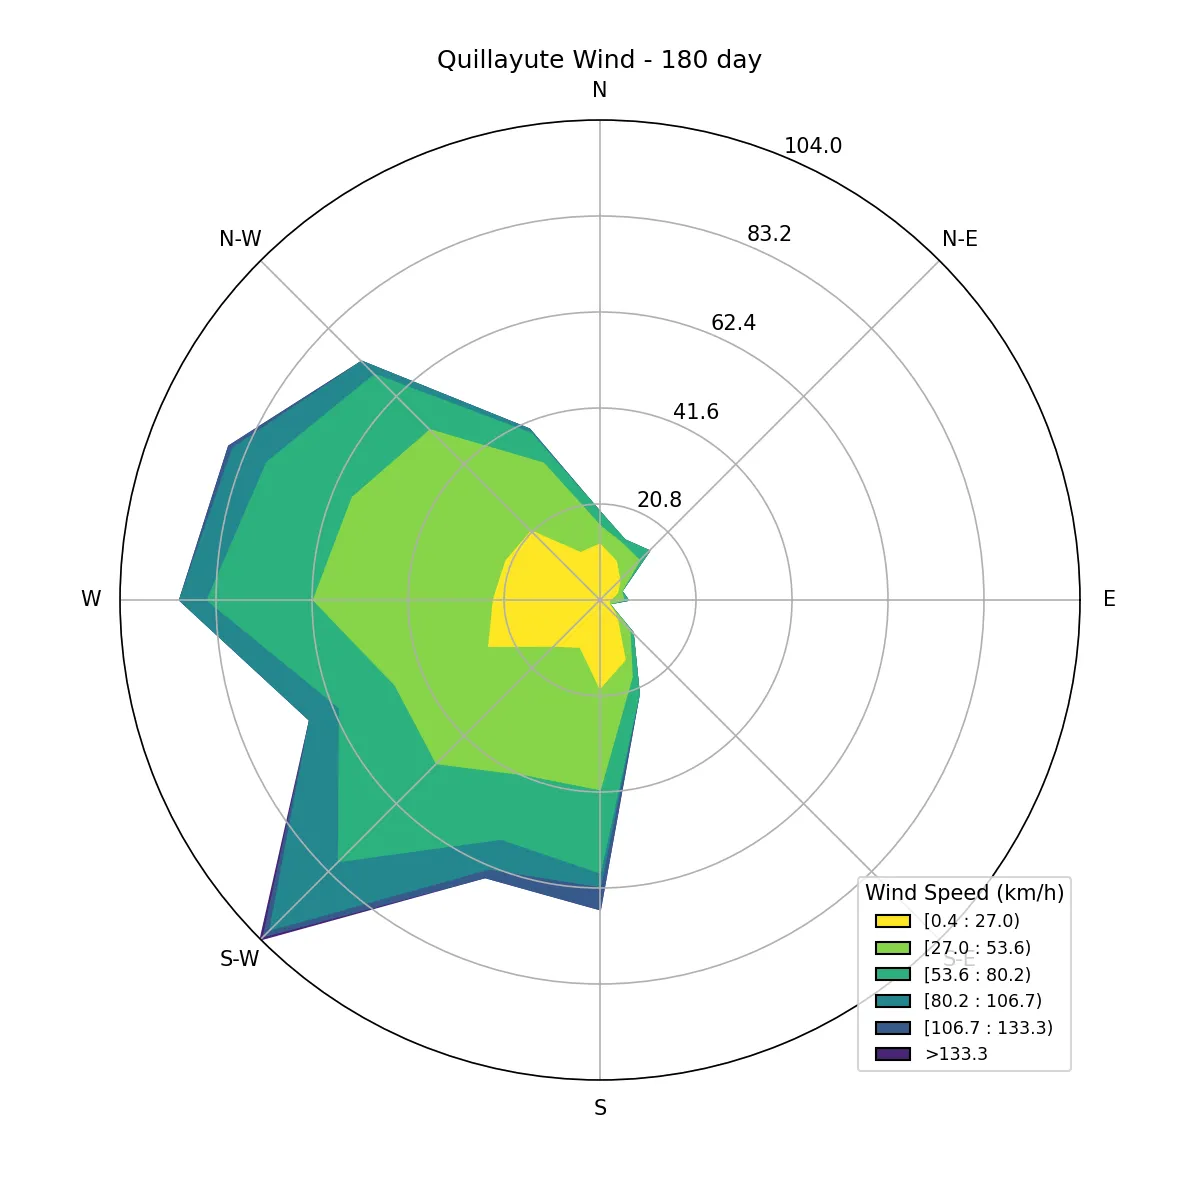 Quillayute Wind - 180 day
N
104.0
N-W
N-E
83.2
62.4
41.6
20.8
W
E
S-W
S-E
S
Wind Speed (km/h)
[0.4 : 27.0)
[27.0 : 53.6)
[53.6 : 80.2)
[80.2 : 106.7)
[106.7 : 133.3)
>133.3